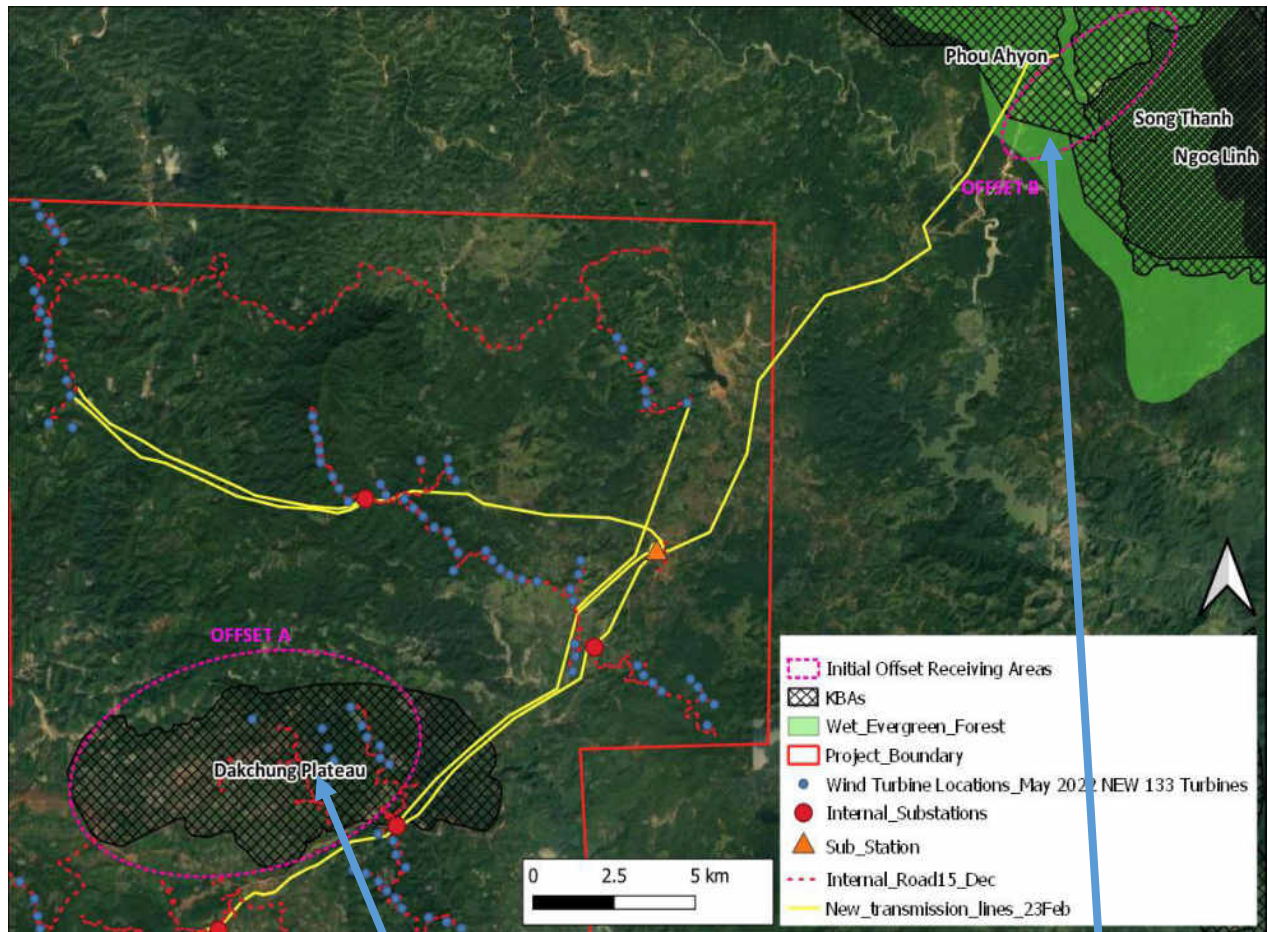 Phou Ahyon
Song Thanh
Ngoc Linh
OFFSET B
OFFSET A
Dakchung Plateau
Initial Offset Receiving Areas
KBAs
Wet_Evergreen_Forest
Project_Boundary
Wind Turbine Locations_May 2022 NEW 133 Turbines
Internal_Substations
Sub_Station
Internal_Road15_Dec
New_transmission_lines_23Feb
0 2.5 5 km